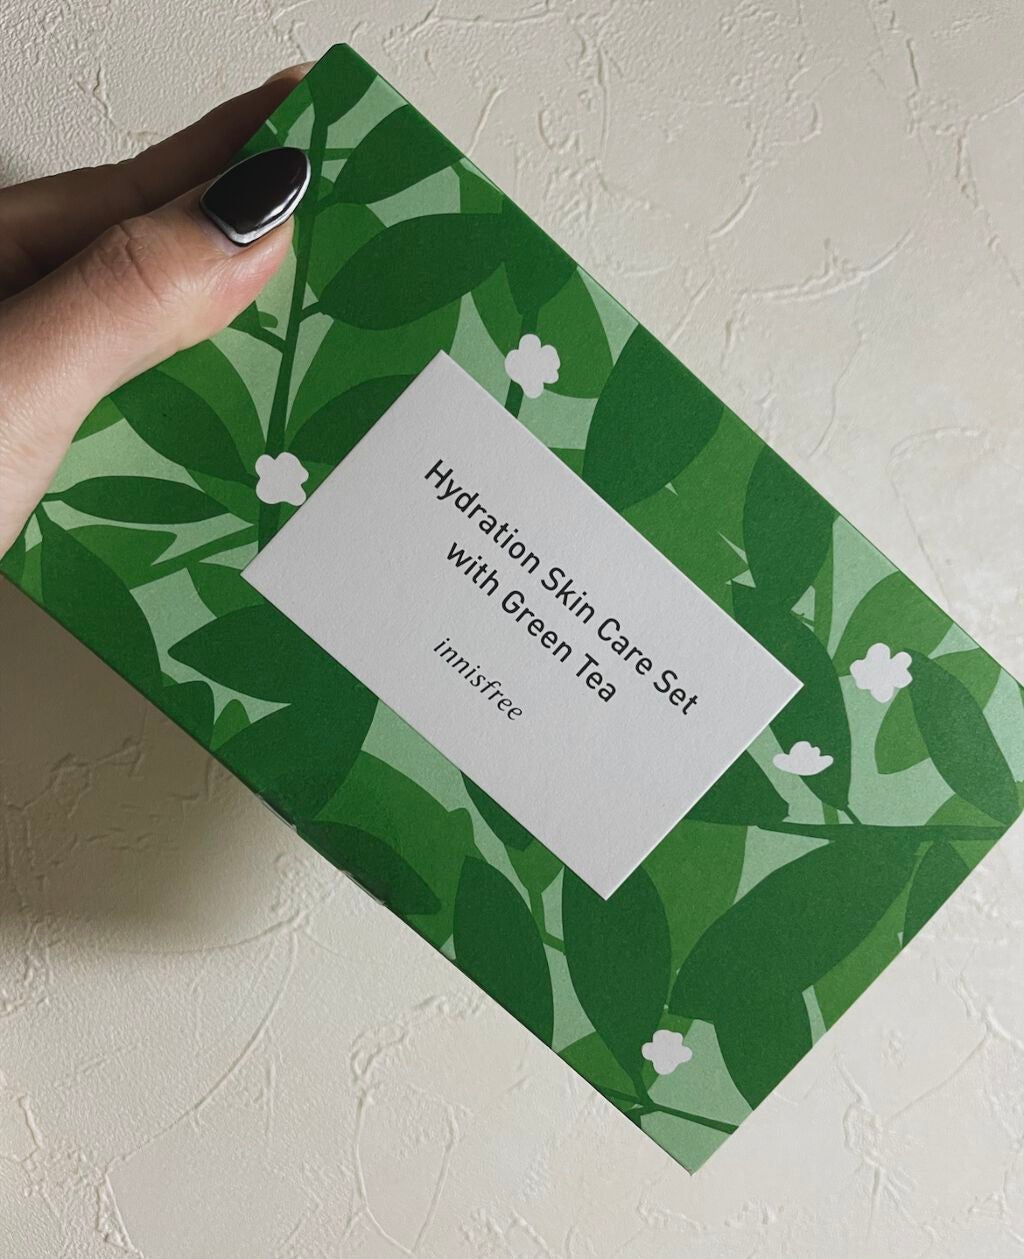 Hydration Skin Care Set
with Green Tea
innisfree